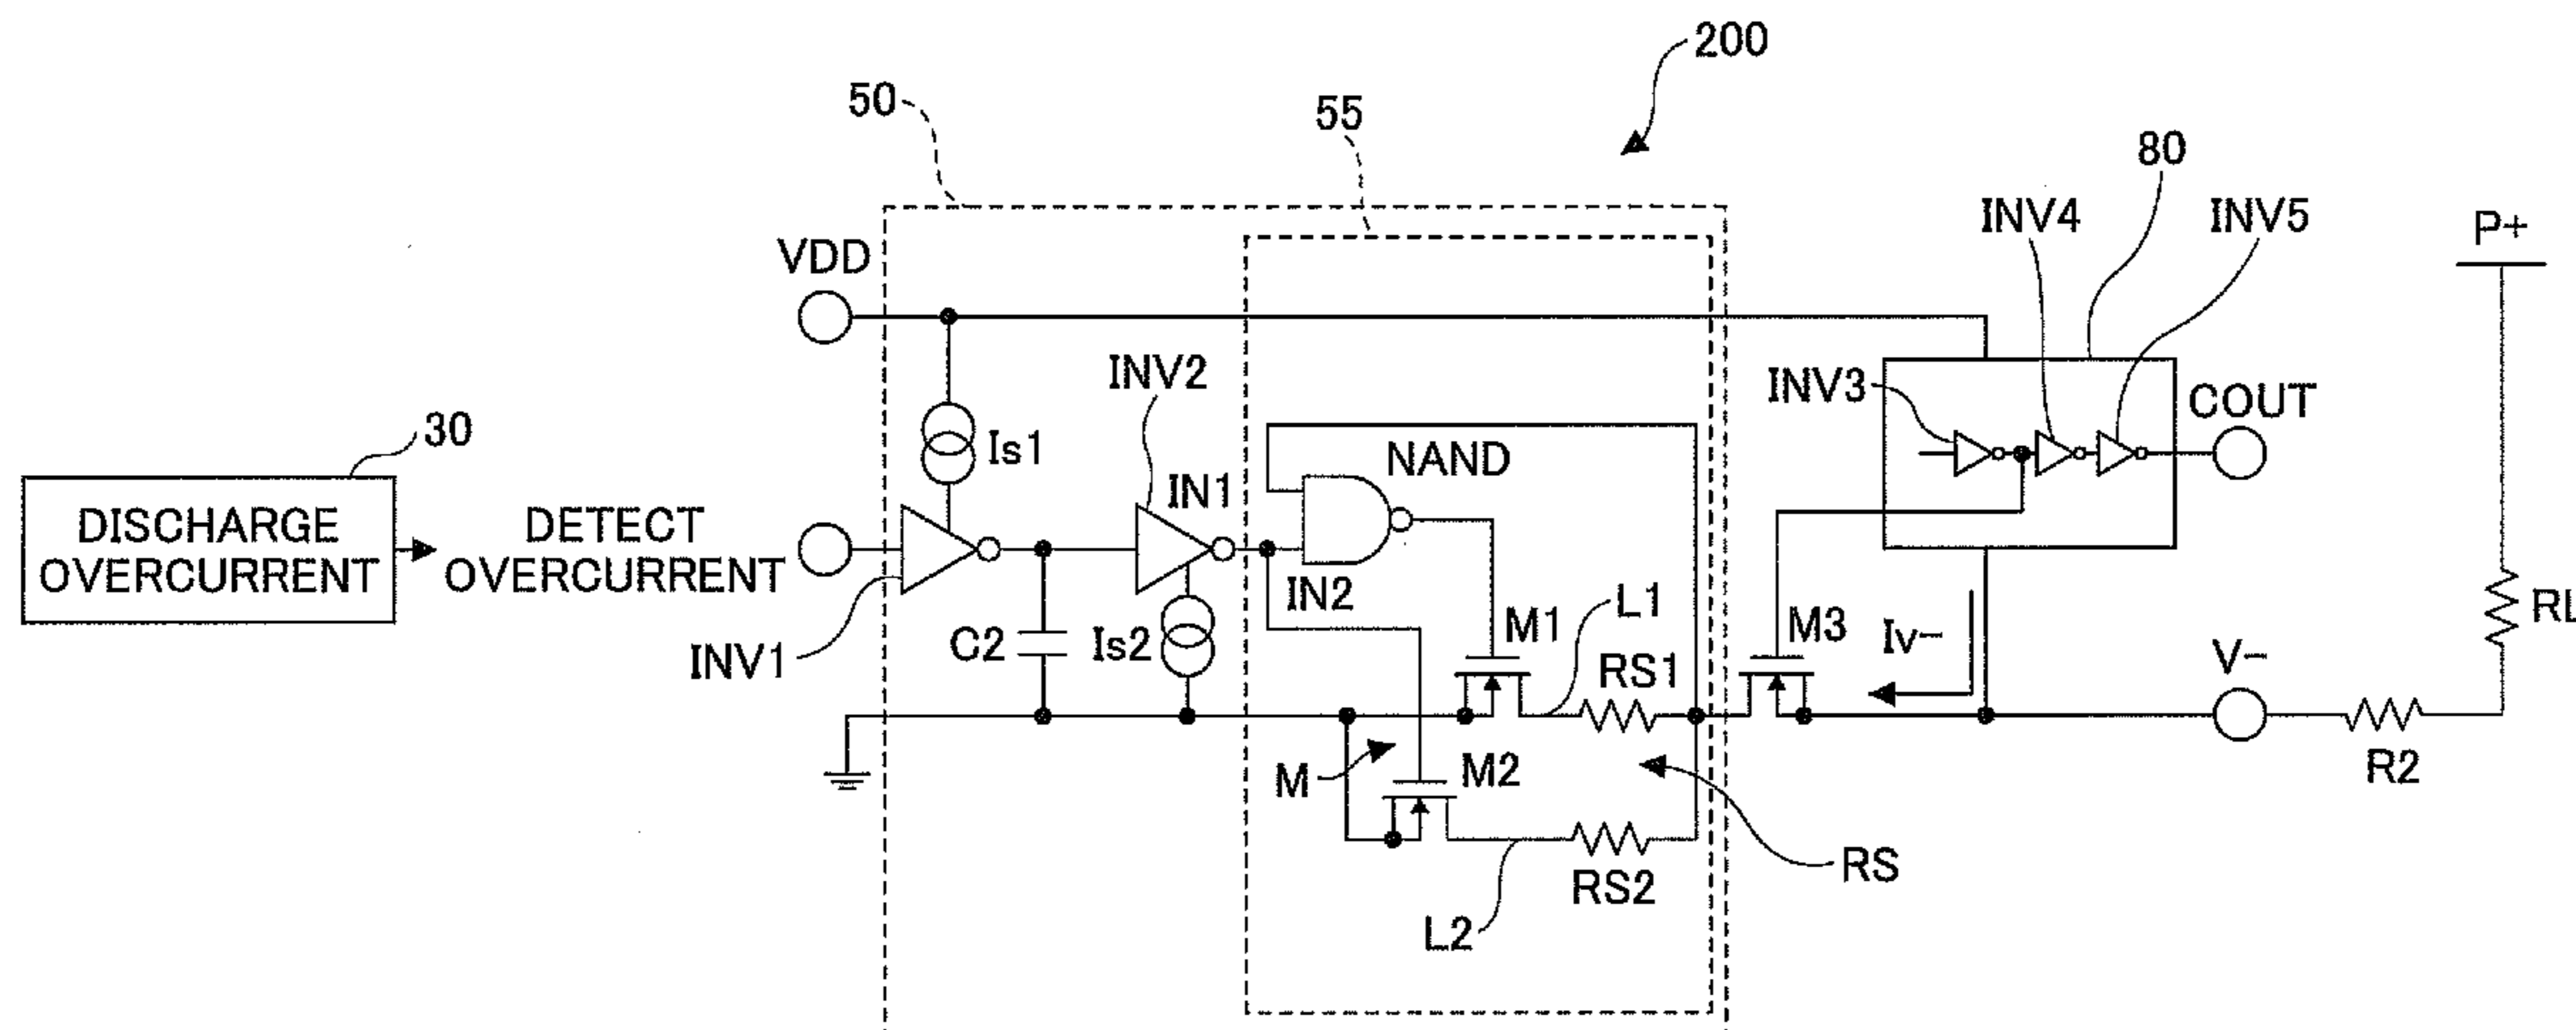 200
50
55
80
INV4
INV5
P+
VDD
INV2
INV3
COUT
30
Is1
IN1
NAND
DISCHARGE
OVERCURRENT
DETECT
OVERCURRENT
IN2
M1
L1
M3
Iv-
RL
INV1
C2
Is2
RS1
V-
M
M2
R2
RS2
RS
L2